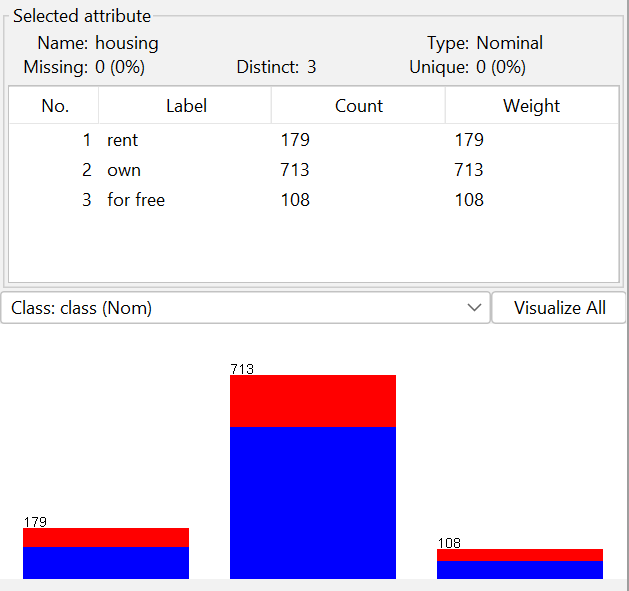 Selected attribute
Name: housing Type: Nominal
Missing: 0 (0%) Distinct: 3 Unique: 0 (0%)
No. Label Count Weight
1 rent 179 179
2 own 713 713
3 for free 108 108
Class: class (Nom) Visualize All
713
179
108